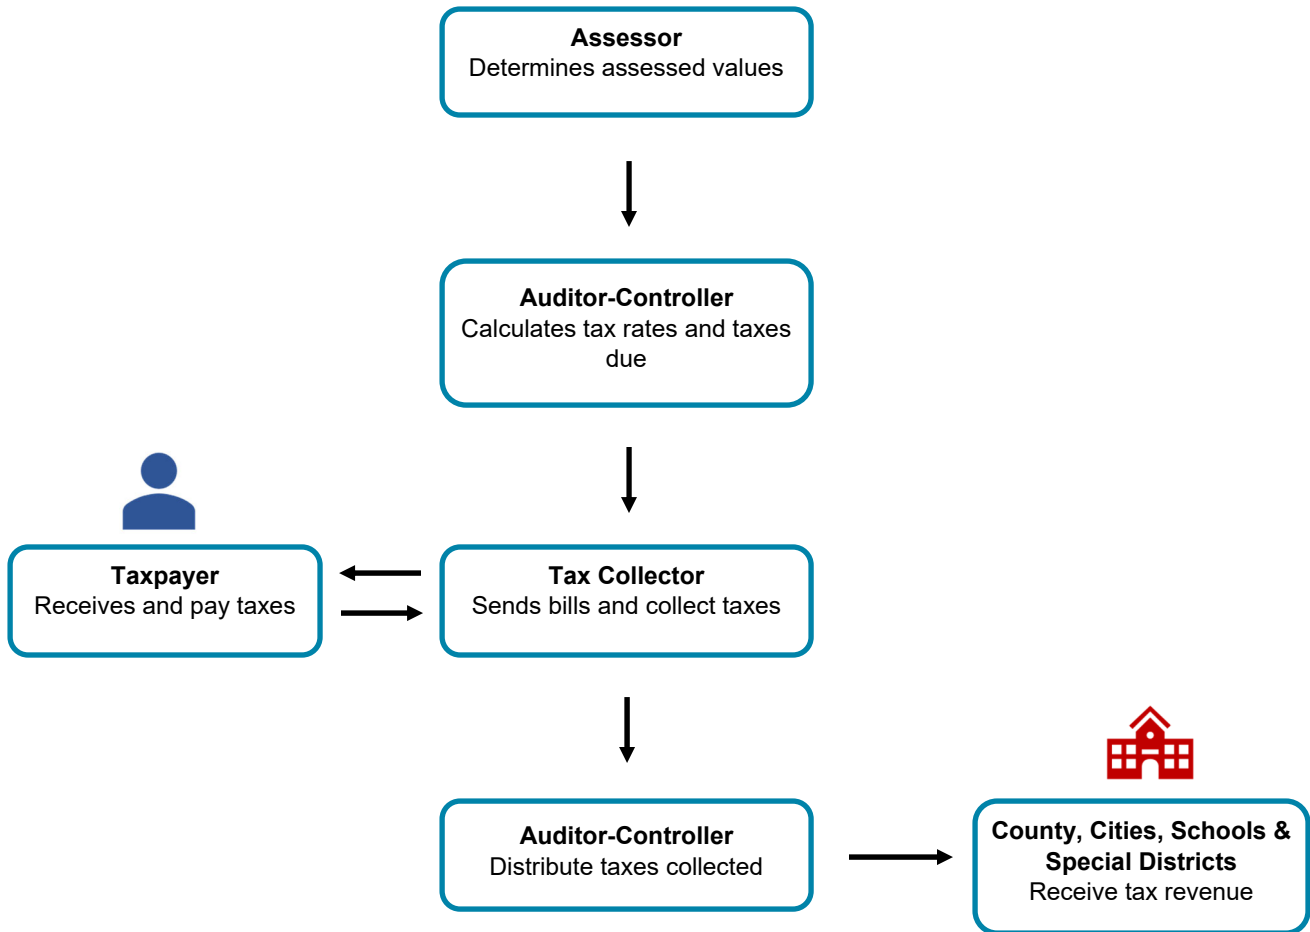 Assessor
Determines assessed values
Auditor-Controller
Calculates tax rates and taxes
due
Taxpayer
Receives and pay taxes
Tax Collector
Sends bills and collect taxes
Auditor-Controller
Distribute taxes collected
County, Cities, Schools &
Special Districts
Receive tax revenue